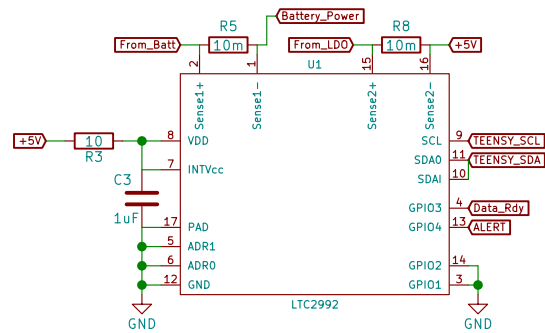 Battery_Power
R5
R8
From_Batt
10m
From_LDO
10m
+5V
2
1
U1
15
16
Sense1+
Sense1-
Sense2+
Sense2-
+5V
10
R3
8
VDD
SCL
9
TEENSY_SCL
SDAO
11
TEENSY_SDA
7
INTVcc
SDAI
10
C3
1uF
GPIO3
4
Data_Rdy
17
PAD
GPIO4
13
ALERT
5
ADR1
6
ADR0
GPIO2
14
12
GND
GPIO1
3
LTC2992
GND
GND